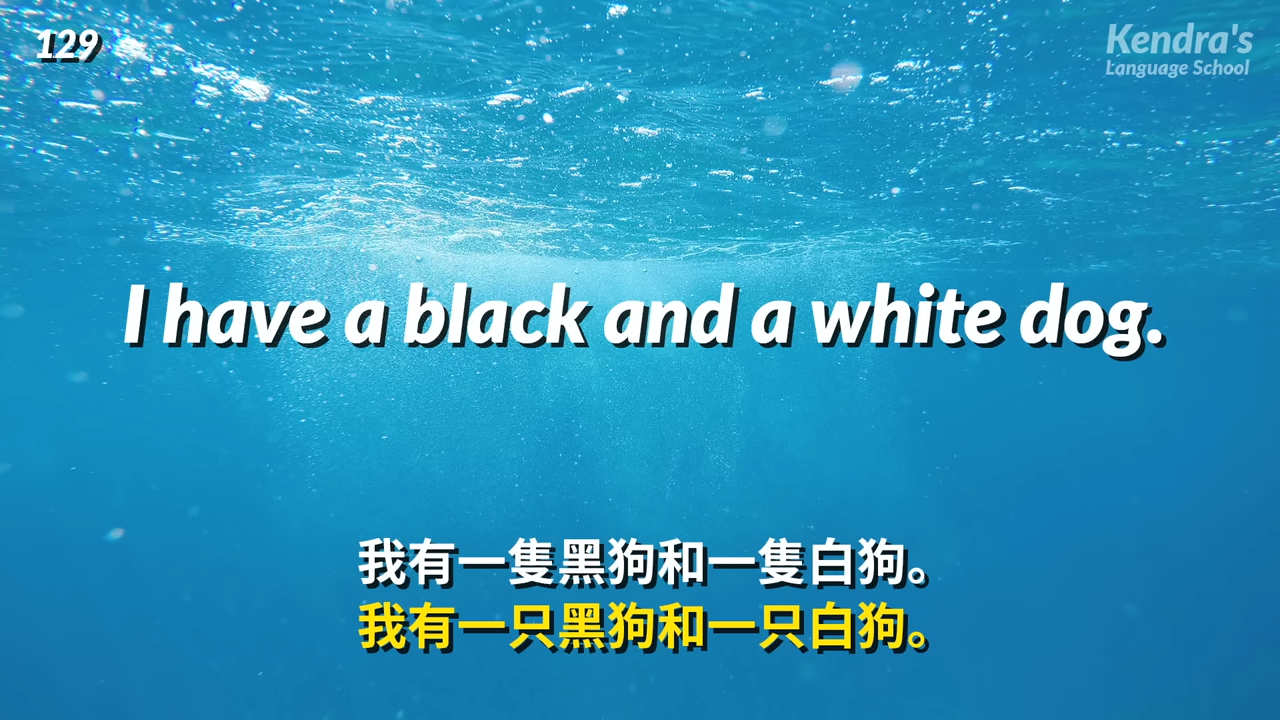 129
Kendra's
Language School
I have a black and a white dog.
我有一隻黑狗和一隻白狗。
我有一只黑狗和一只白狗。